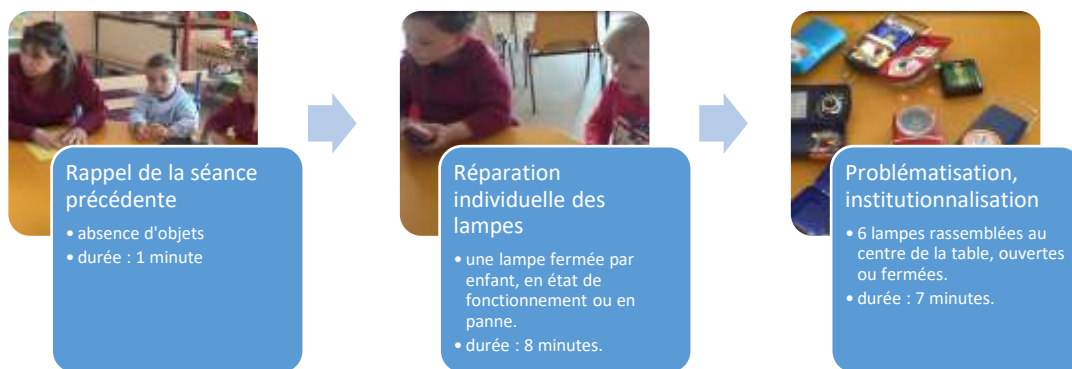 Rappel de la séance
précédente
• absence d'objets
• durée : 1 minute
Réparation
individuelle des
lampes
• une lampe fermée par
enfant, en état de
fonctionnement ou en
panne.
• durée : 8 minutes.
Problématisation,
institutionnalisation
• 6 lampes rassemblées au
centre de la table, ouvertes
ou fermées.
• durée : 7 minutes.